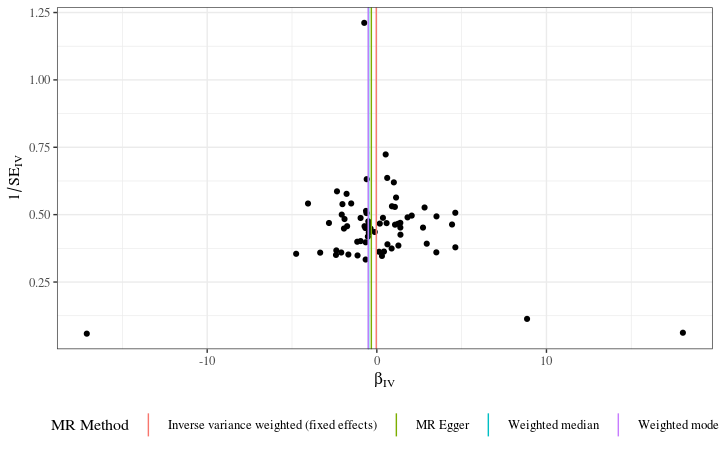 1.25
1.00
0.75
0.50
0.25
1/SE_IV
-10
0
10
β_IV
MR Method
Inverse variance weighted (fixed effects)
MR Egger
Weighted median
Weighted mode